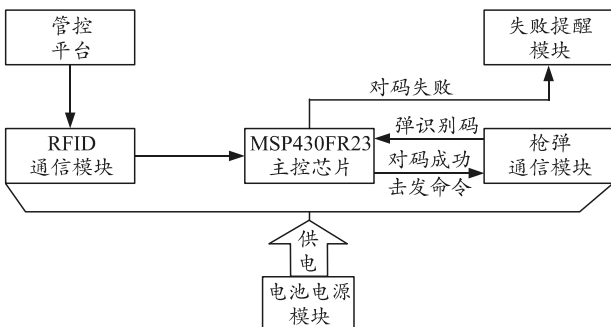 管控
平台
失败提醒
模块
对码失败
RFID
通信模块
MSP430FR23
主控芯片
弹识别码
对码成功
击发命令
枪弹
通信模块
供
电
电池电源
模块